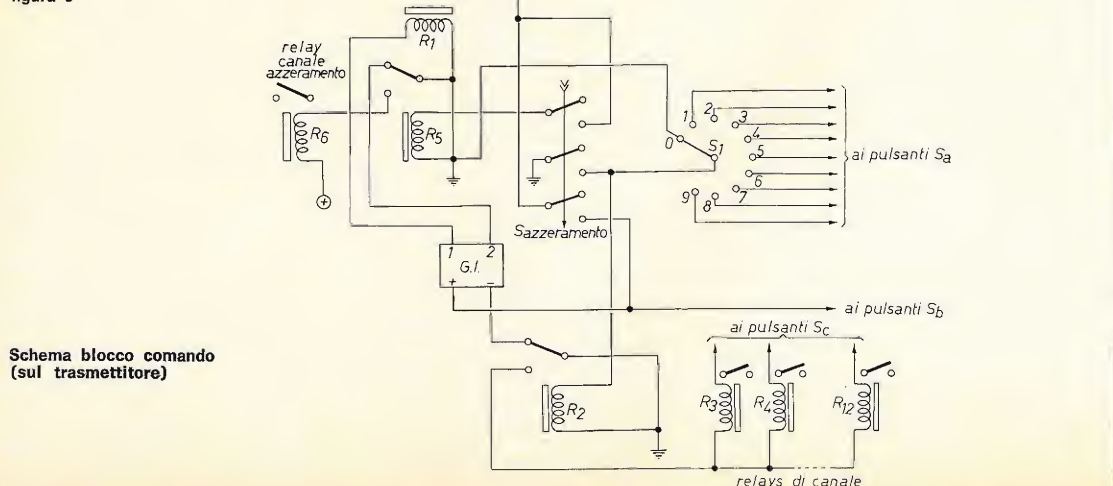 R1
relay
canale
azzeramento
R6
R5
+
Sazzeramento
0
1
2
3
4
5
6
7
8
9
S1
ai pulsanti Sa
1 2
G.I.
+ −
ai pulsanti Sb
ai pulsanti Sc
Schema blocco comando
(sul trasmettitore)
R2
R3
R4
R12
relays di canale